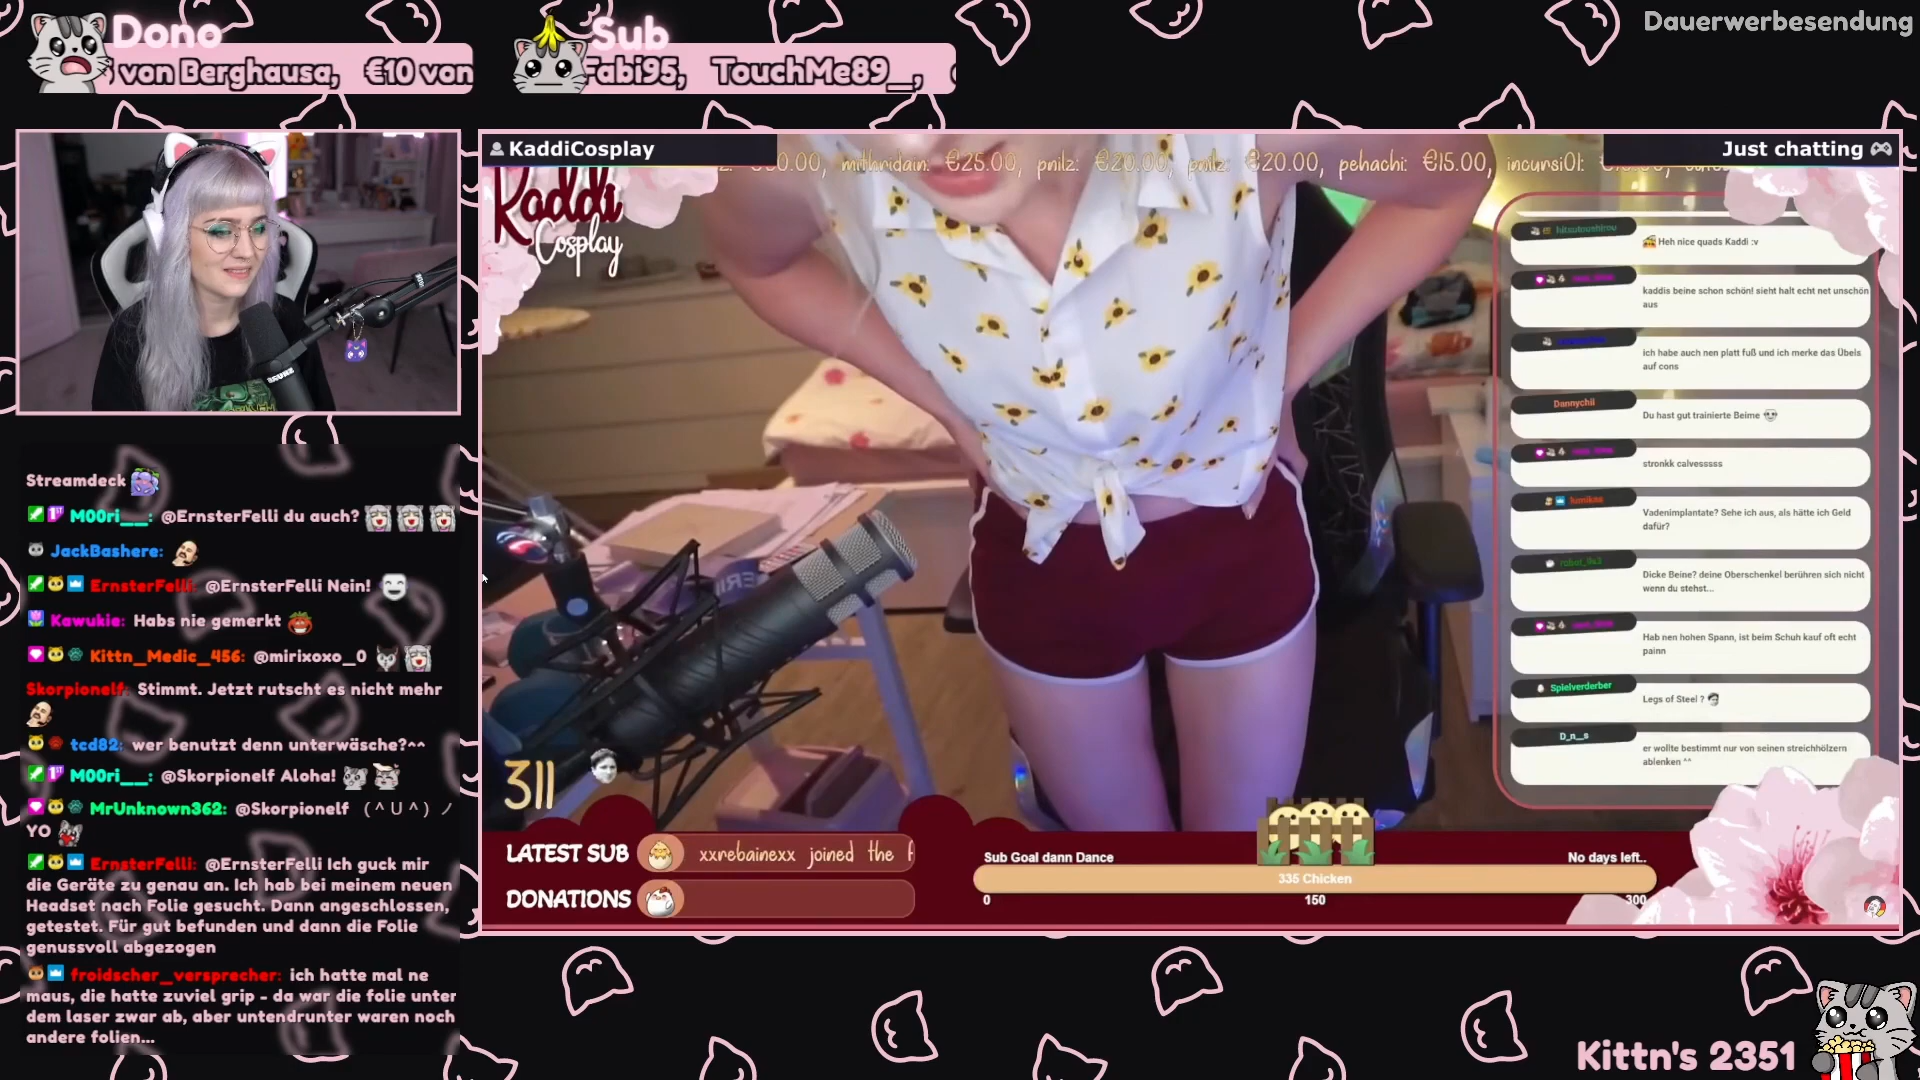 Dauerwerbesendung
Dono
von Berghausa, €10 von
Sub
Fabi95, TouchMe89__,
KaddiCosplay
Just chatting
mithridain: €25.00, pnilz: €20.00, pnilz: €20.00, pehachi: €15.00, incursi0l:
Kaddi
Cosplay
Heh nice quads Kaddi :v
kaddis beine schon schön! sieht halt echt net unschön
aus
ich habe auch nen platt fuß und ich merke das Übels
auf cons
Dannychil
Du hast gut trainierte Beime
stronkk calvesssss
Vadenimplantate? Sehe ich aus, als hätte ich Geld
dafür?
Dicke Beine? deine Oberschenkel berühren sich nicht
wenn du stehst...
Hab nen hohen Spann, ist beim Schuh kauf oft echt
painn
Spielverderber
Legs of Steel ?
D_n__s
er wollte bestimmt nur von seinen streichhölzern
ablenken ^^
Streamdeck
M00ri__: @ErnsterFelli du auch?
JackBashere:
ErnsterFelli: @ErnsterFelli Nein!
Kawukie: Habs nie gemerkt
Kittn_Medic_456: @mirixoxo_0
Skorpionelf: Stimmt. Jetzt rutscht es nicht mehr
tcd82: wer benutzt denn unterwäsche?^^
M00ri__: @Skorpionelf Aloha!
MrUnknown362: @Skorpionelf (^U^)ノ
YO
ErnsterFelli: @ErnsterFelli Ich guck mir
die Geräte zu genau an. Ich hab bei meinem neuen
Headset nach Folie gesucht. Dann angeschlossen,
getestet. Für gut befunden und dann die Folie
genussvoll abgezogen
froidscher_versprecher: ich hatte mal ne
maus, die hatte zuviel grip - da war die folie unter
dem laser zwar ab, aber untendrunter waren noch
andere folien...
311
LATEST SUB xxrebainexx joined the
DONATIONS
Sub Goal dann Dance
No days left..
335 Chicken
0 150 300
Kittn's 2351